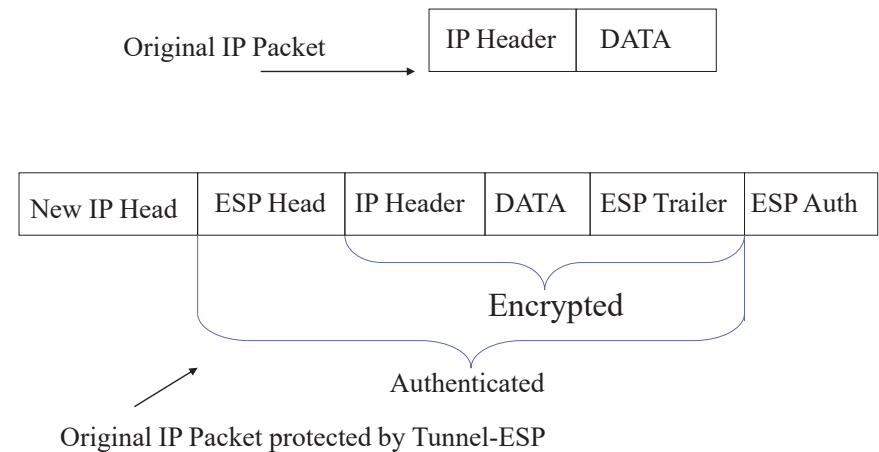 Original IP Packet
IP Header DATA
New IP Head ESP Head IP Header DATA ESP Trailer ESP Auth
Encrypted
Authenticated
Original IP Packet protected by Tunnel-ESP